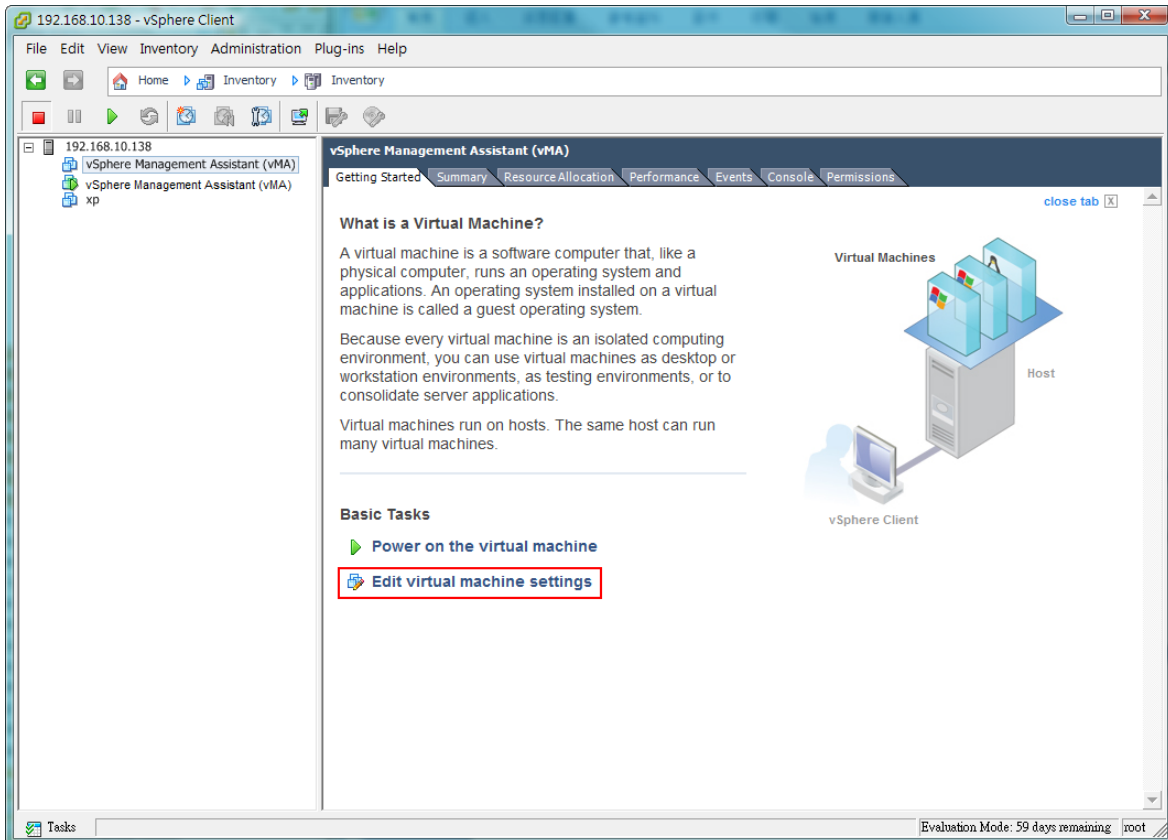 192.168.10.138 - vSphere Client
File Edit View Inventory Administration Plug-ins Help
Home Inventory Inventory
192.168.10.138
vSphere Management Assistant (vMA)
vSphere Management Assistant (vMA)
xp
vSphere Management Assistant (vMA)
Getting Started Summary Resource Allocation Performance Events Console Permissions
close tab X
What is a Virtual Machine?
A virtual machine is a software computer that, like a
physical computer, runs an operating system and
applications. An operating system installed on a virtual
machine is called a guest operating system.
Because every virtual machine is an isolated computing
environment, you can use virtual machines as desktop or
workstation environments, as testing environments, or to
consolidate server applications.
Virtual machines run on hosts. The same host can run
many virtual machines.
Virtual Machines
Host
vSphere Client
Basic Tasks
Power on the virtual machine
Edit virtual machine settings
Tasks
Evaluation Mode: 59 days remaining root